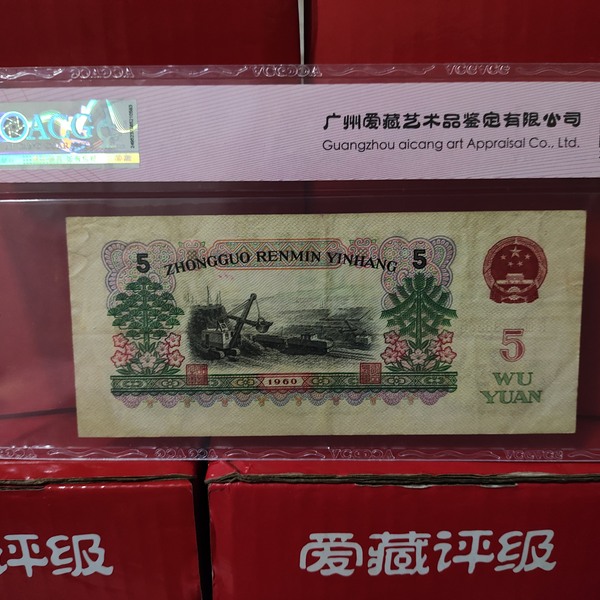 ACG
广州爱藏艺术品鉴定有限公司
Guangzhou aicang art Appraisal Co., Ltd.
5
ZHONGGUO RENMIN YINHANG
5
5
WU
YUAN
1960
评级
爱藏评级